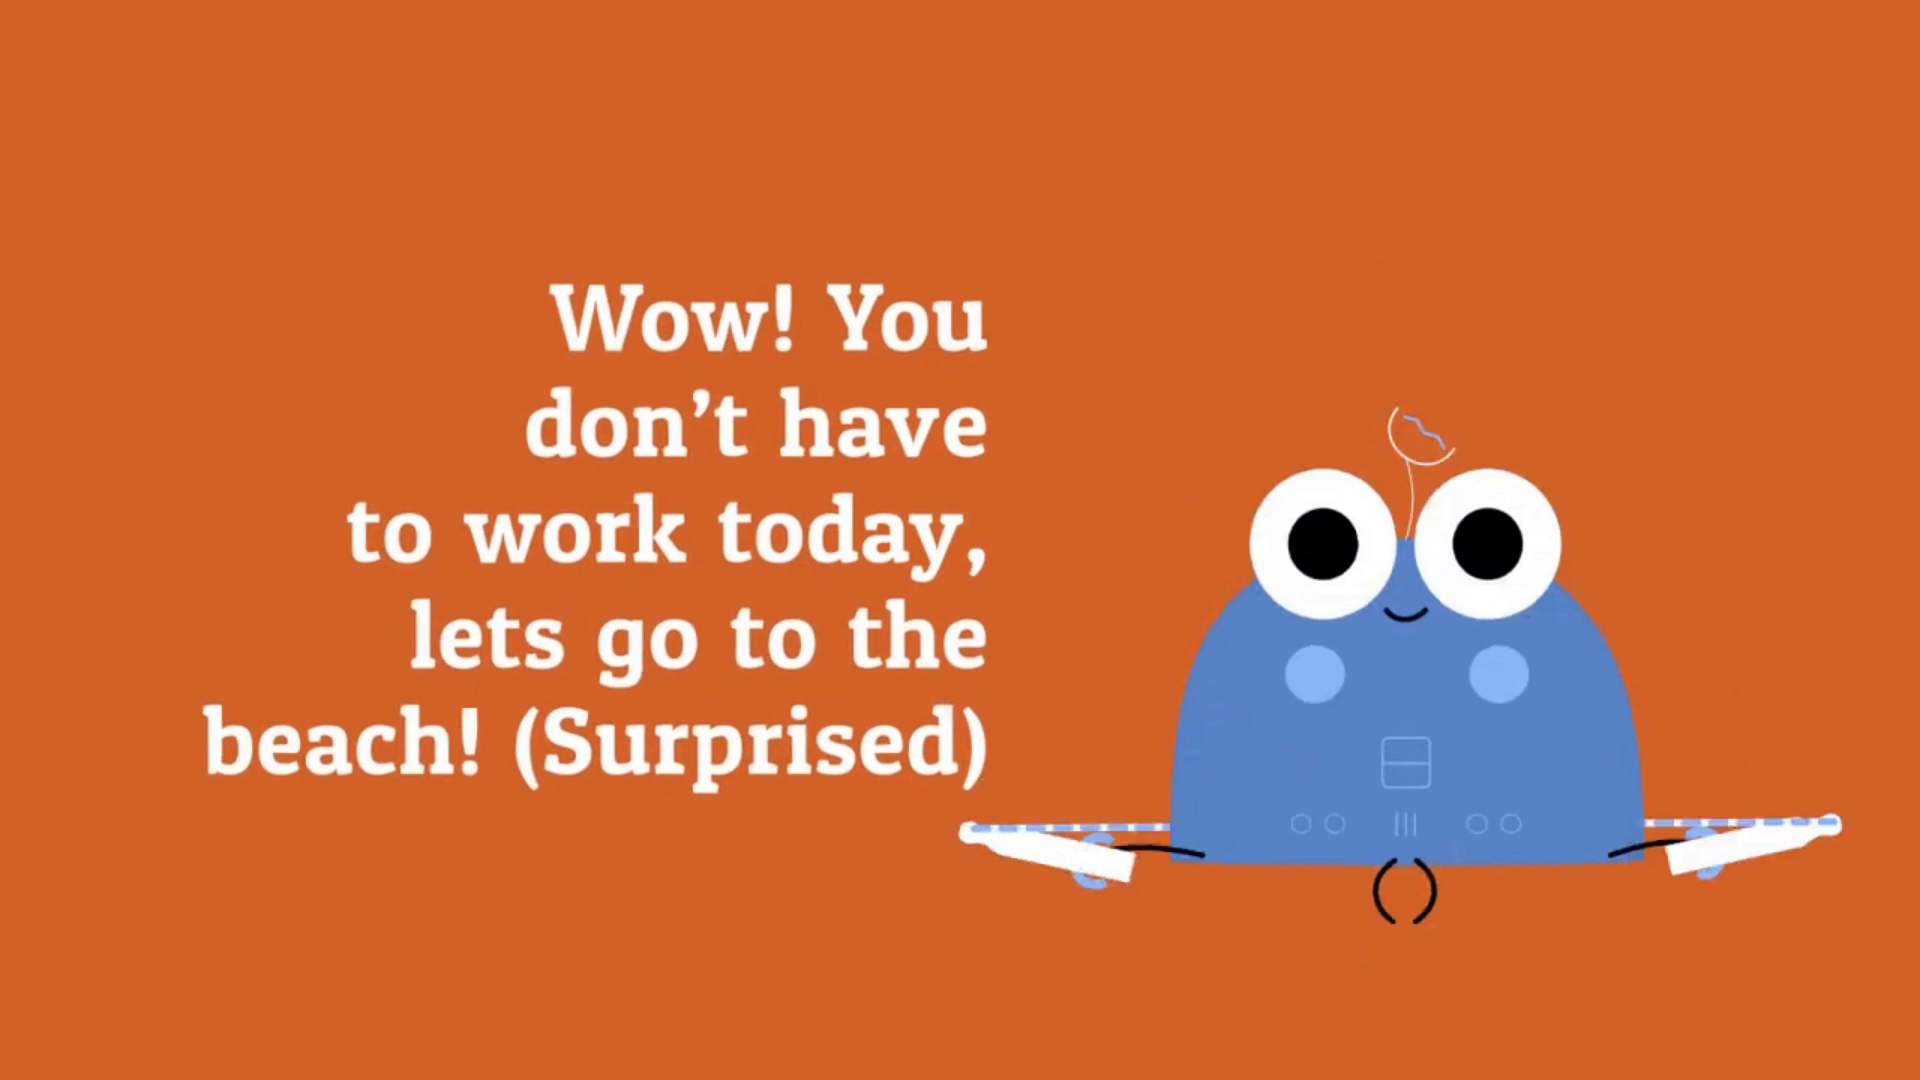 Wow! You
don’t have
to work today,
lets go to the
beach! (Surprised)